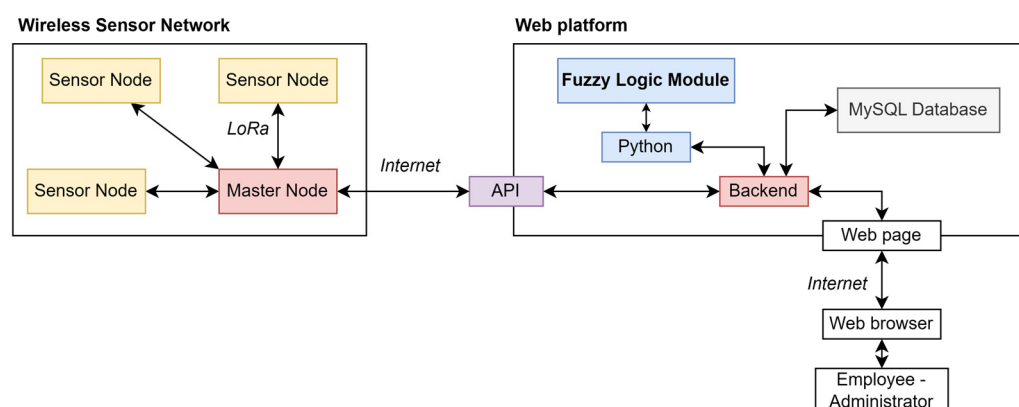 Wireless Sensor Network
Web platform
Sensor Node
Sensor Node
Fuzzy Logic Module
MySQL Database
LoRa
Python
Internet
Sensor Node
Master Node
API
Backend
Web page
Internet
Web browser
Employee -
Administrator